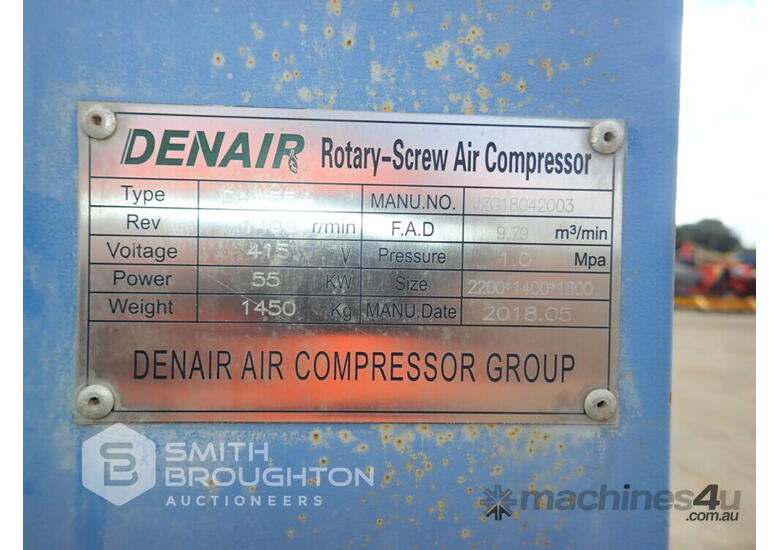 DENAIR Rotary-Screw Air Compressor
Type MANU.NO. JZG18042003
Rev r/min F.A.D 9.79 m³/min
Voltage 415 V Pressure 1.0 Mpa
Power 55 KW Size 2200*1400*1800
Weight 1450 Kg MANU.Date 2018.05
DENAIR AIR COMPRESSOR GROUP
SMITH
BROUGHTON
AUCTIONEERS
machines4u
.com.au